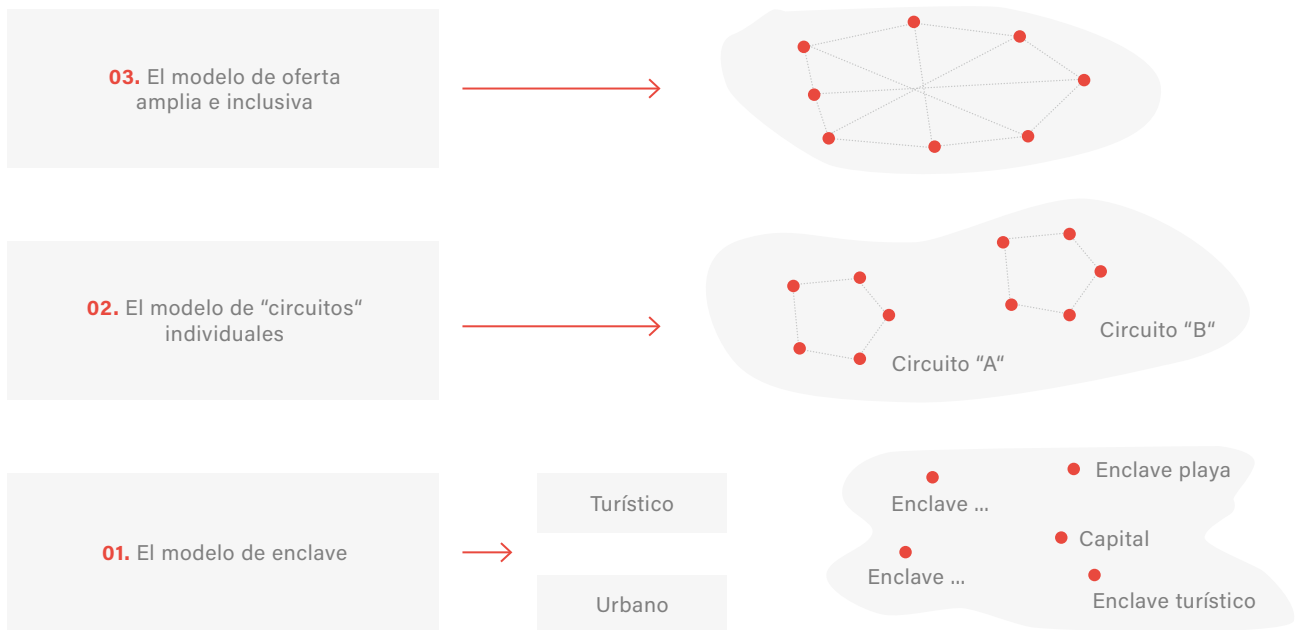 03. El modelo de oferta
amplia e inclusiva
02. El modelo de “circuitos“
individuales
Circuito “A“
Circuito “B“
01. El modelo de enclave
Turístico
Urbano
Enclave ...
Enclave playa
Capital
Enclave ...
Enclave turístico